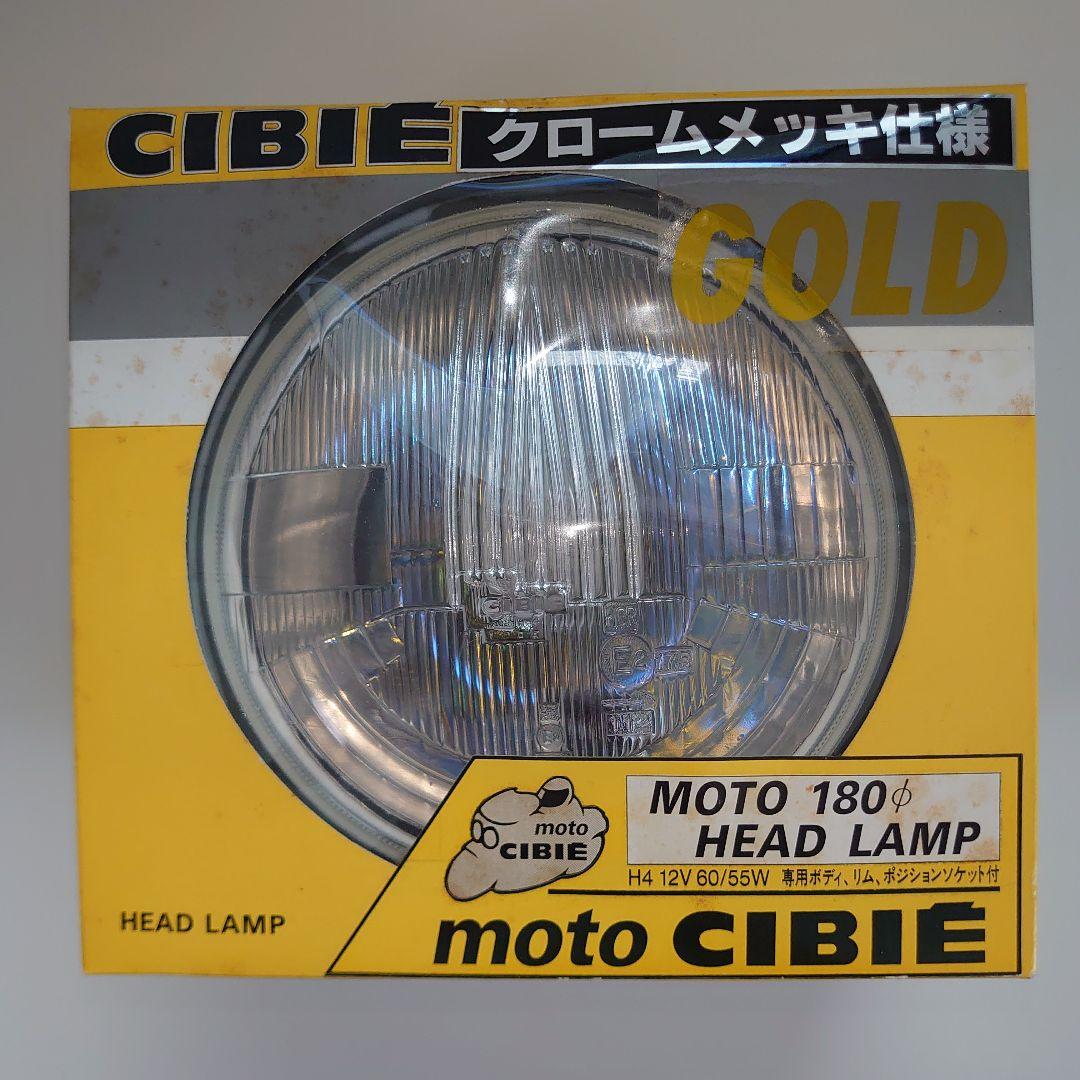 CIBIÉ クロームメッキ仕様
GOLD
CIBIE
E2
moto
CIBIÉ
MOTO 180φ
HEAD LAMP
H4 12V 60/55W 専用ボディ、リム、ポジションソケット付
HEAD LAMP
moto CIBIÉ